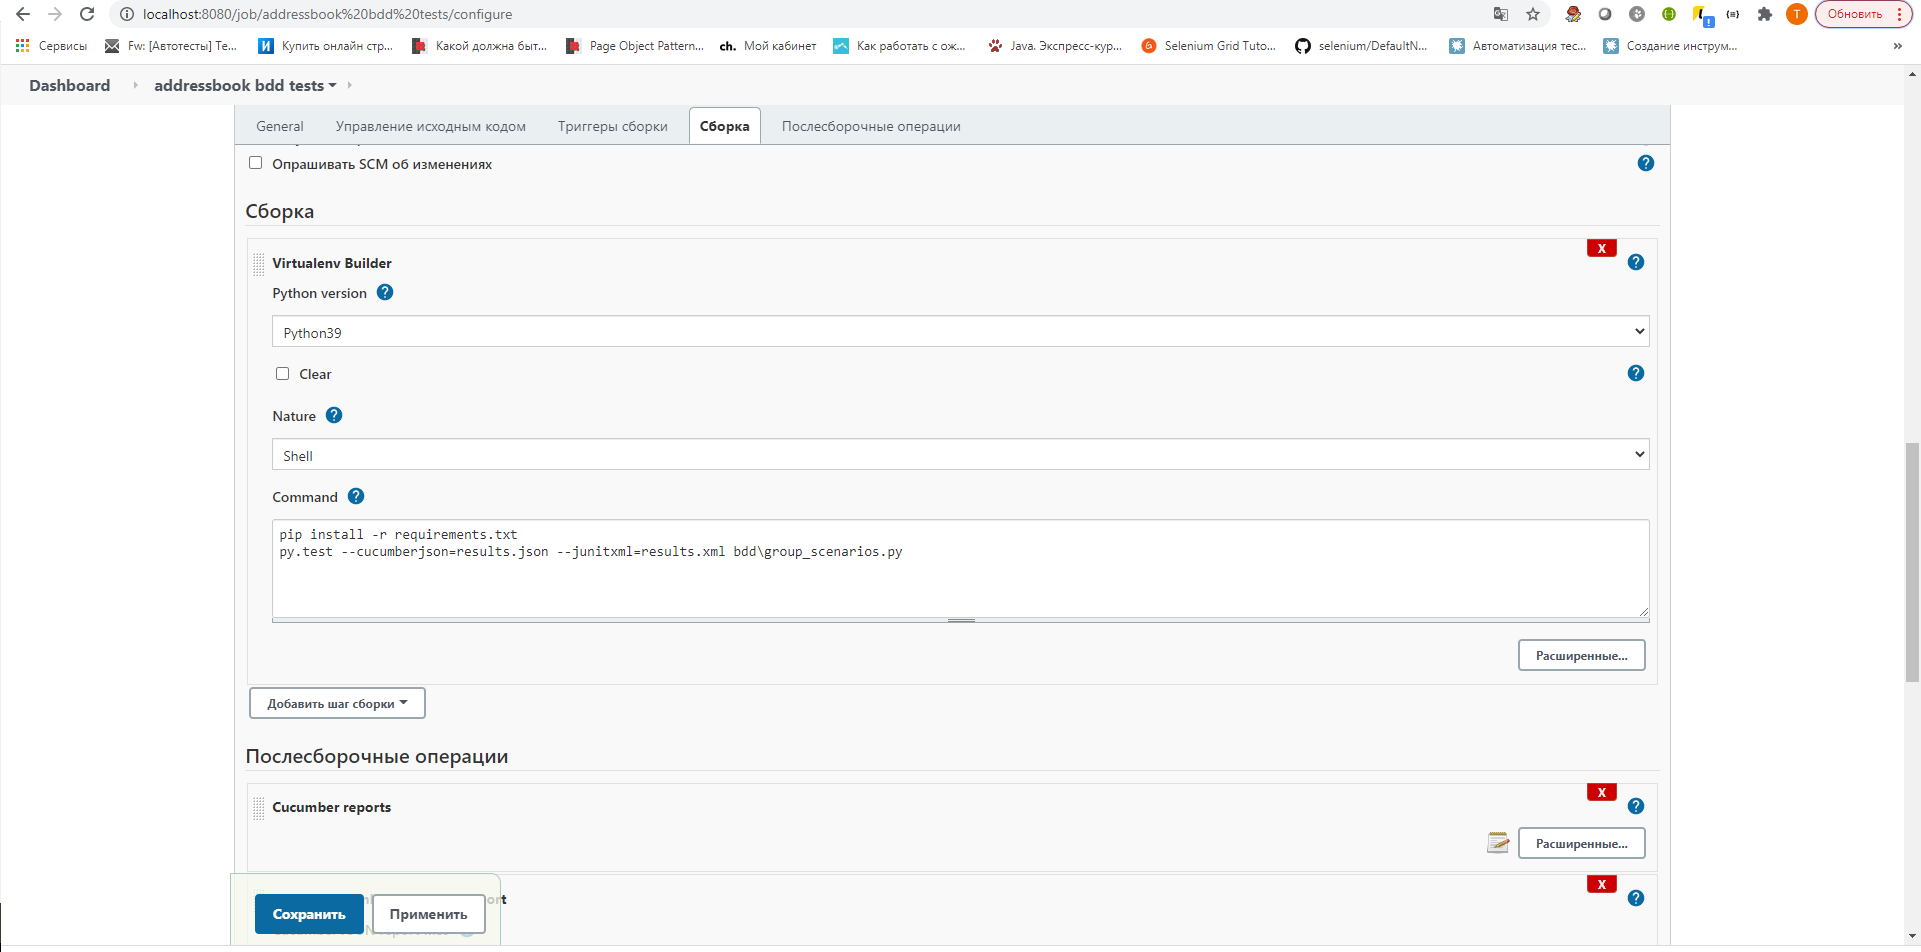 localhost:8080/job/addressbook%20bdd%20tests/configure
T
Обновить
Сервисы
Fw: [Автотесты] Те...
Купить онлайн стр...
Какой должна быт...
Page Object Pattern...
ch. Мой кабинет
Как работать с ож...
Java. Экспресс-кур...
Selenium Grid Tuto...
selenium/DefaultN...
Автоматизация тес...
Создание инструм...
»
Dashboard
addressbook bdd tests
General
Управление исходным кодом
Триггеры сборки
Сборка
Послесборочные операции
Опрашивать SCM об изменениях
?
Сборка
X
Virtualenv Builder
?
Python version ?
Python39
Clear
?
Nature ?
Shell
Command ?
pip install -r requirements.txt
py.test --cucumberjson=results.json --junitxml=results.xml bdd\group_scenarios.py
Расширенные...
Добавить шаг сборки
Послесборочные операции
X
Cucumber reports
?
Расширенные...
X
?
Сохранить
Применить